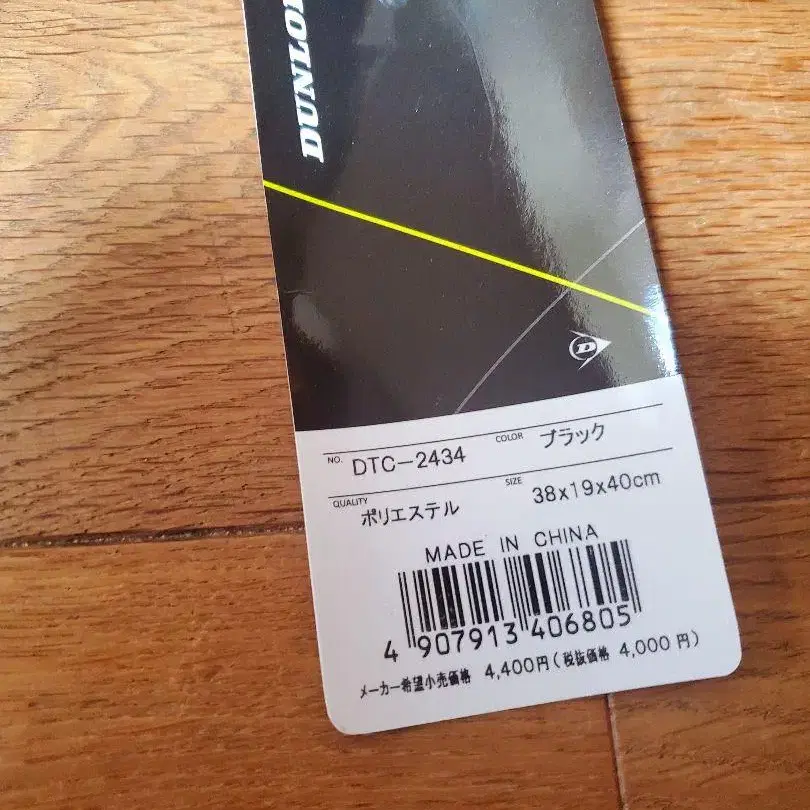 DUNLOP
D
NO. DTC-2434 COLOR ブラック
QUALITY ポリエステル SIZE 38x19x40cm
MADE IN CHINA
4 907913 406805
メーカー希望小売価格 4,400円(税抜価格 4,000円)